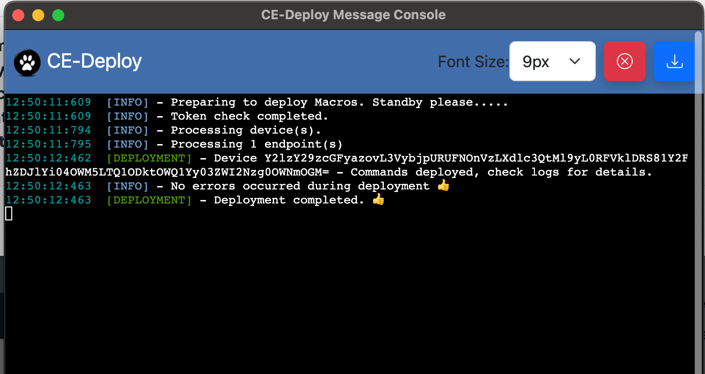 CE-Deploy Message Console
CE-Deploy
Font Size: 9px
12:50:11:609 [INFO] - Preparing to deploy Macros. Standby please.....
12:50:11:609 [INFO] - Token check completed.
12:50:11:794 [INFO] - Processing device(s).
12:50:11:795 [INFO] - Processing 1 endpoint(s)
12:50:12:462 [DEPLOYMENT] - Device Y2lzY29zcGFyazovL3VybjpURUFNOnVzLXdlc3QtMl9yL0RFVklDRS81Y2F
hZDJlYi04OWM5LTQ1ODktOWQ1Yy03ZWI2Nzg0OWNmOGM= - Commands deployed, check logs for details.
12:50:12:463 [INFO] - No errors occurred during deployment 👍
12:50:12:463 [DEPLOYMENT] - Deployment completed. 👍